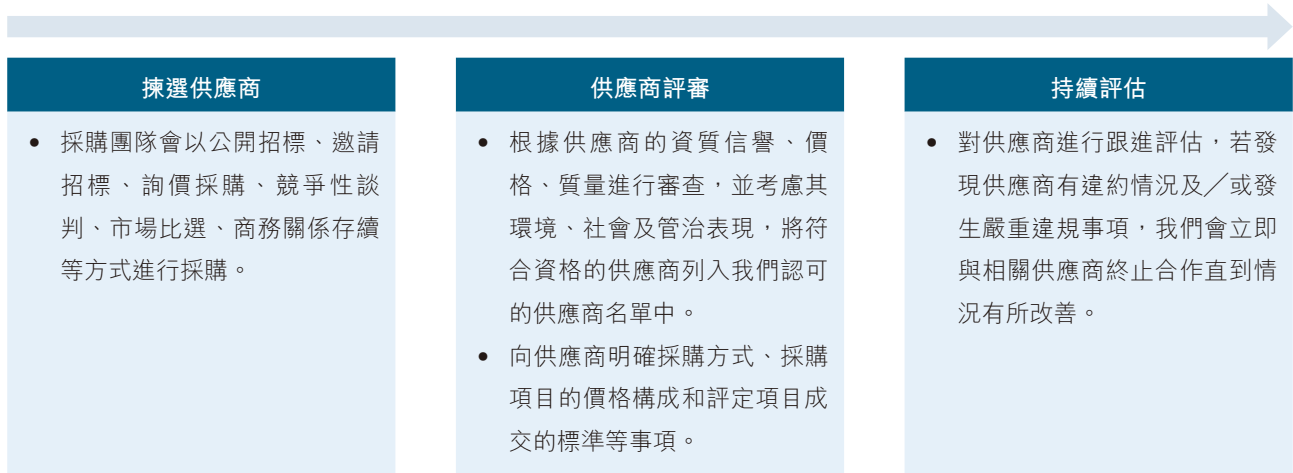 揀選供應商
• 採購團隊會以公開招標、邀請
招標、詢價採購、競爭性談
判、市場比選、商務關係存續
等方式進行採購。
供應商評審
• 根據供應商的資質信譽、價
格、質量進行審查，並考慮其
環境、社會及管治表現，將符
合資格的供應商列入我們認可
的供應商名單中。
• 向供應商明確採購方式、採購
項目的價格構成和評定項目成
交的標準等事項。
持續評估
• 對供應商進行跟進評估，若發
現供應商有違約情況及╱或發
生嚴重違規事項，我們會立即
與相關供應商終止合作直到情
況有所改善。